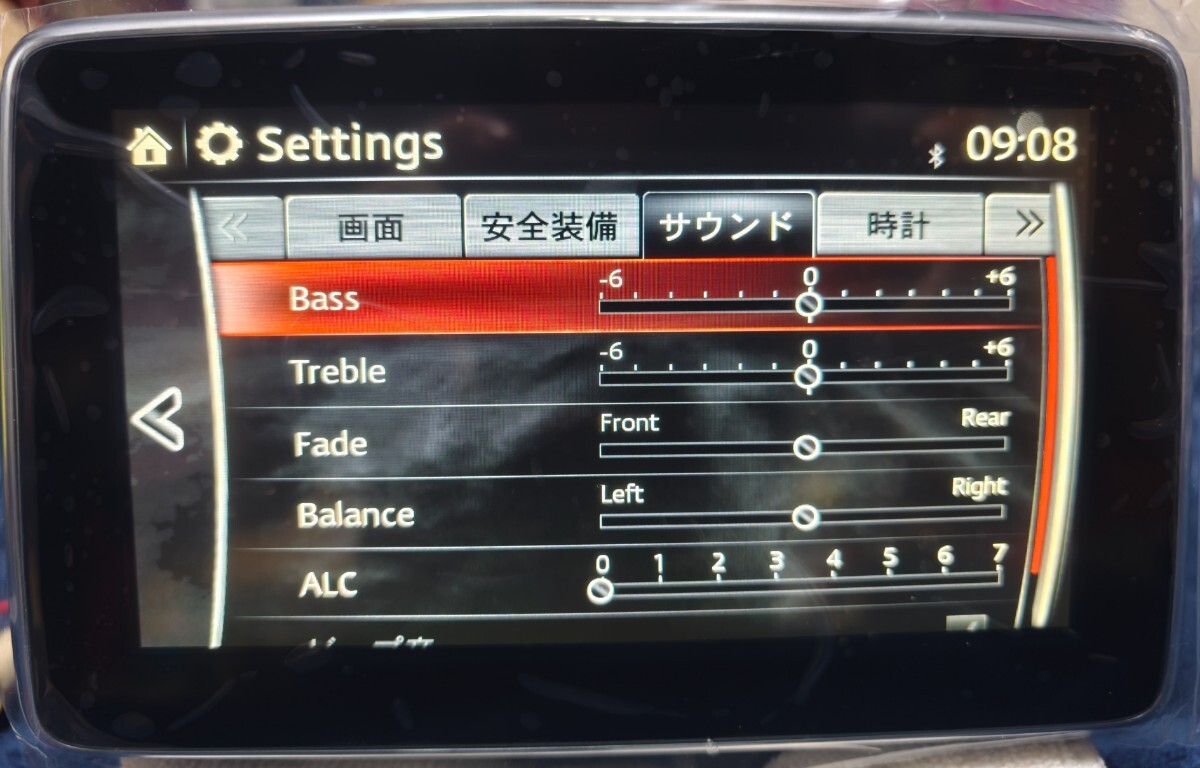 Settings 09:08
画面 安全装備 サウンド 時計
Bass -6 0 +6
Treble -6 0 +6
Fade Front Rear
Balance Left Right
ALC 0 1 2 3 4 5 6 7